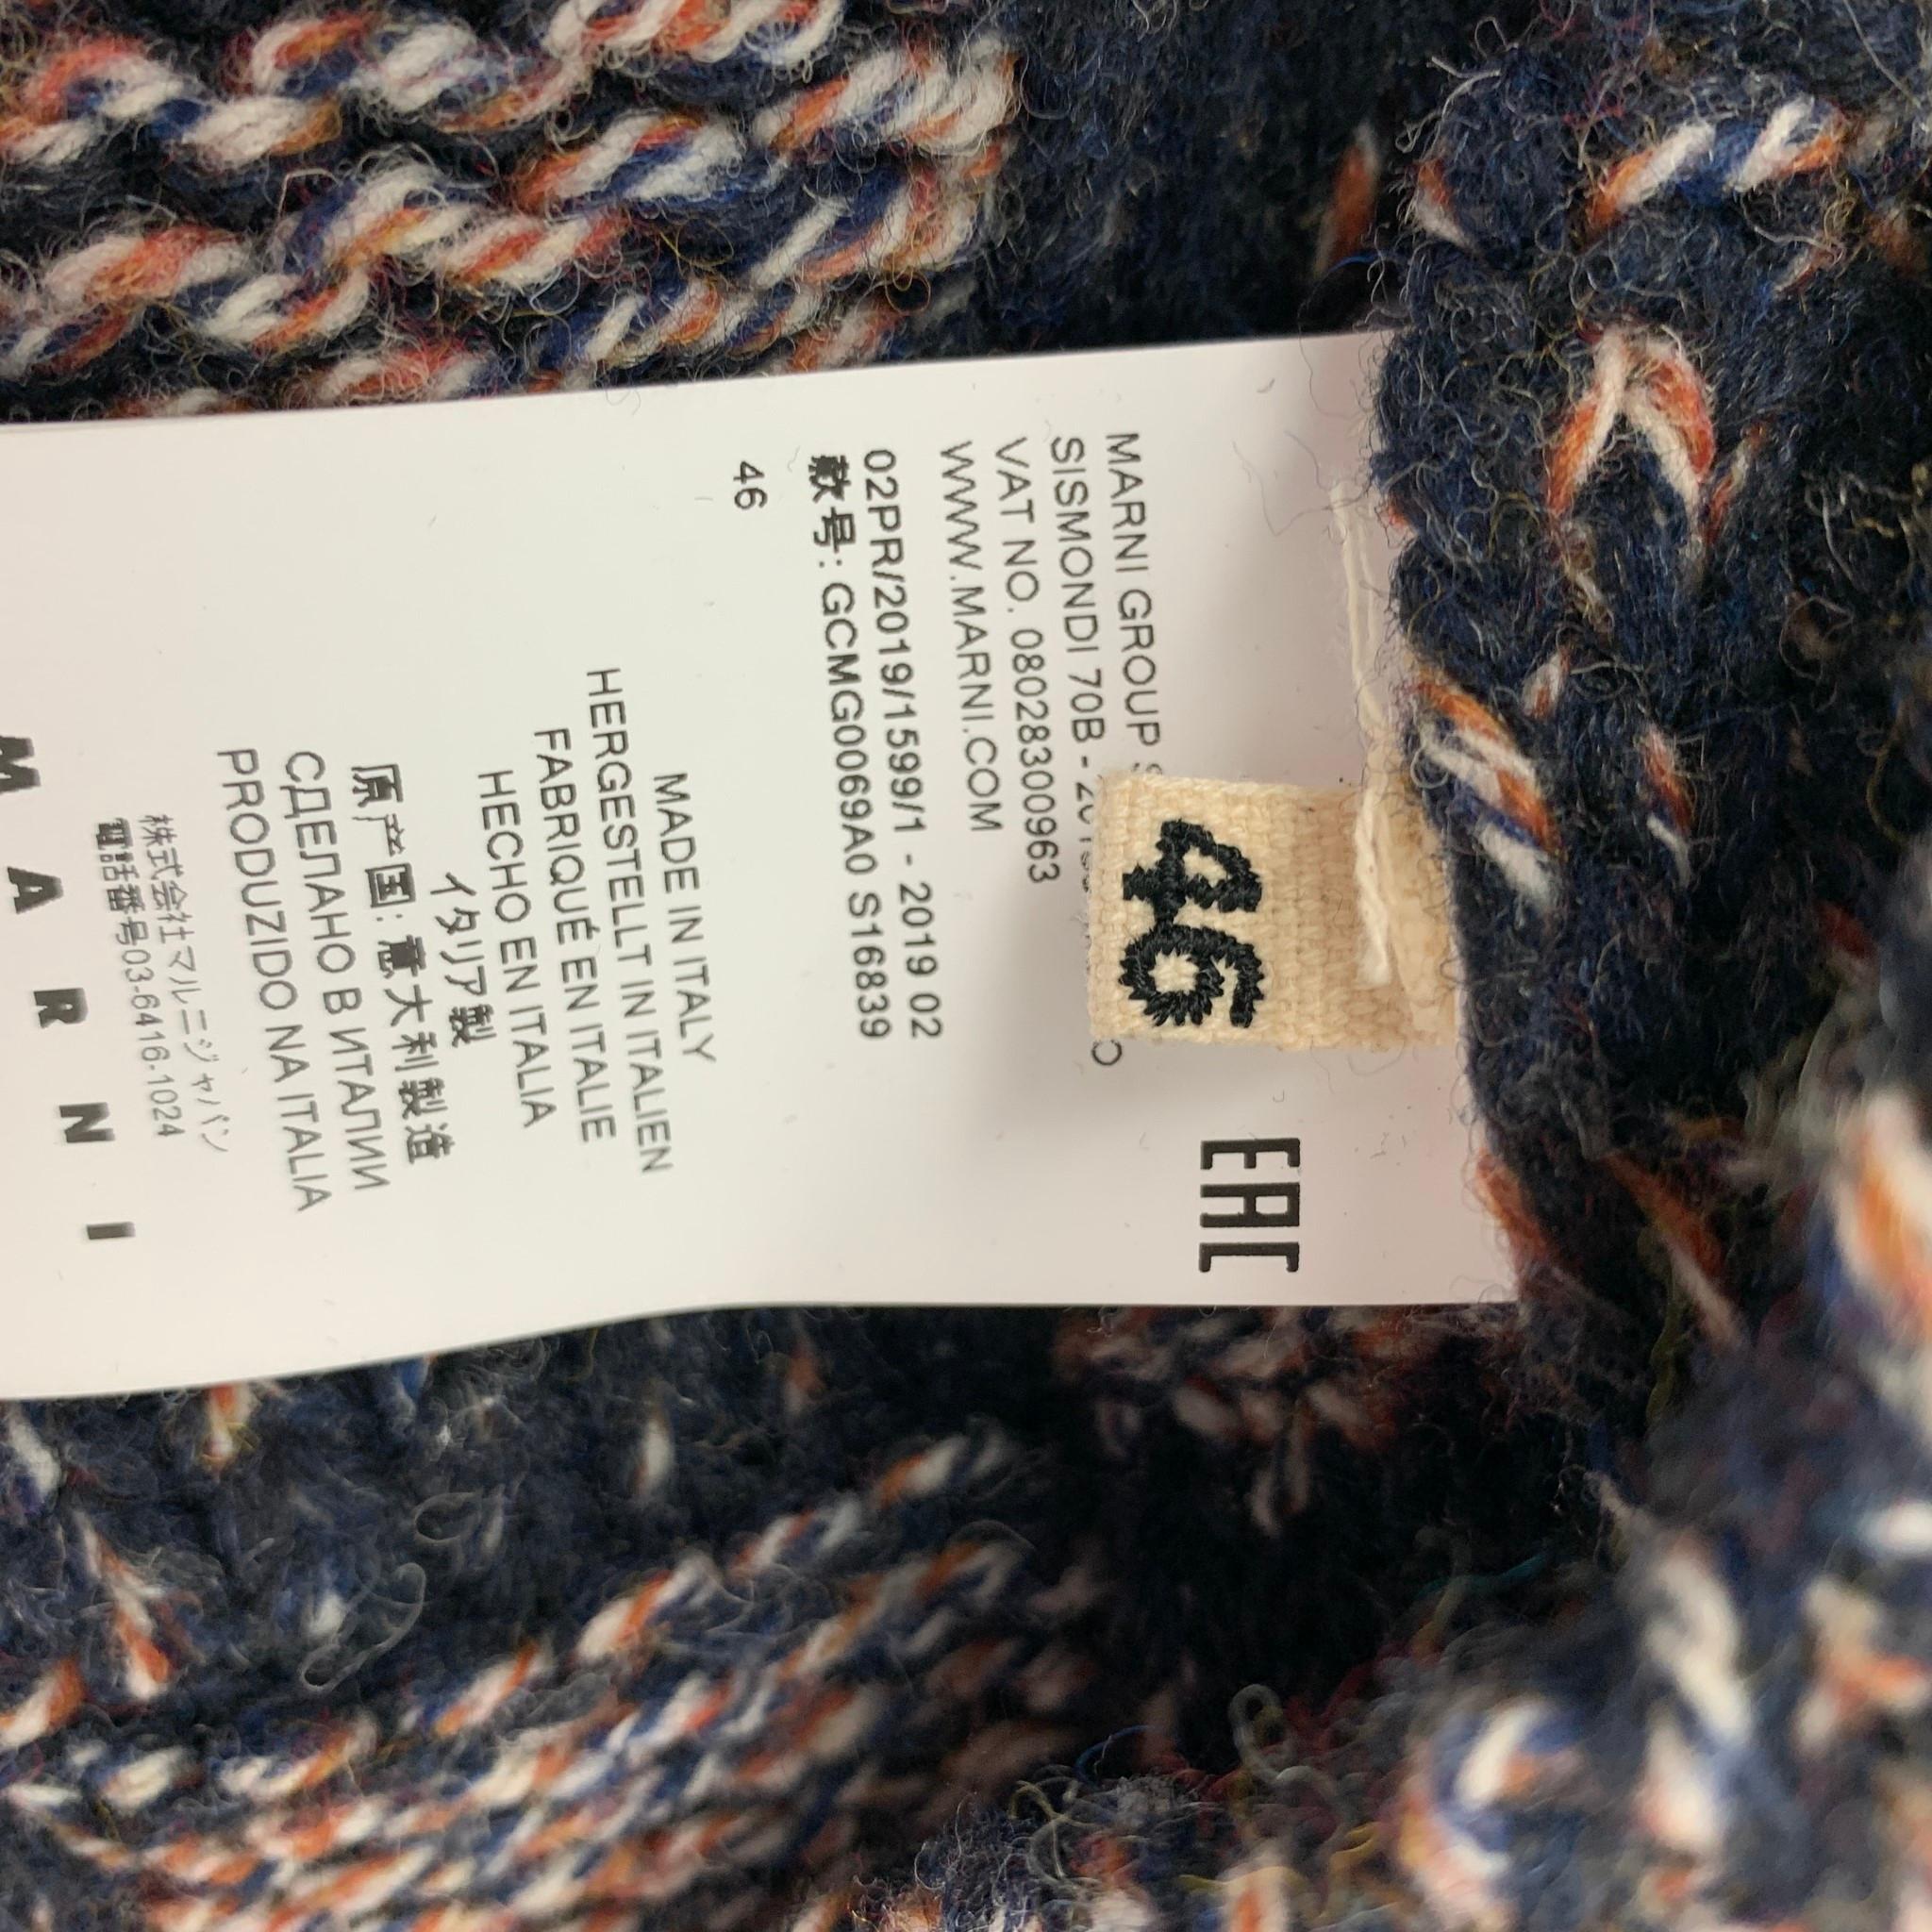 EAC
46
MARNI GROUP
SISMONDI 70B -
VAT NO. 08028300963
WWW.MARNI.COM
02PR/2019/1599/1 - 2019 02
款号: GCMG0069A0 S16839
46
MADE IN ITALY
HERGESTELLT IN ITALIEN
FABRIQUÉ EN ITALIE
HECHO EN ITALIA
イタリア製
原产国: 意大利製造
СДЕЛАНО В ИТАЛИИ
PRODUZIDO NA ITALIA
株式会社マルニジャパン
電話番号03-6416-1024
MARNI